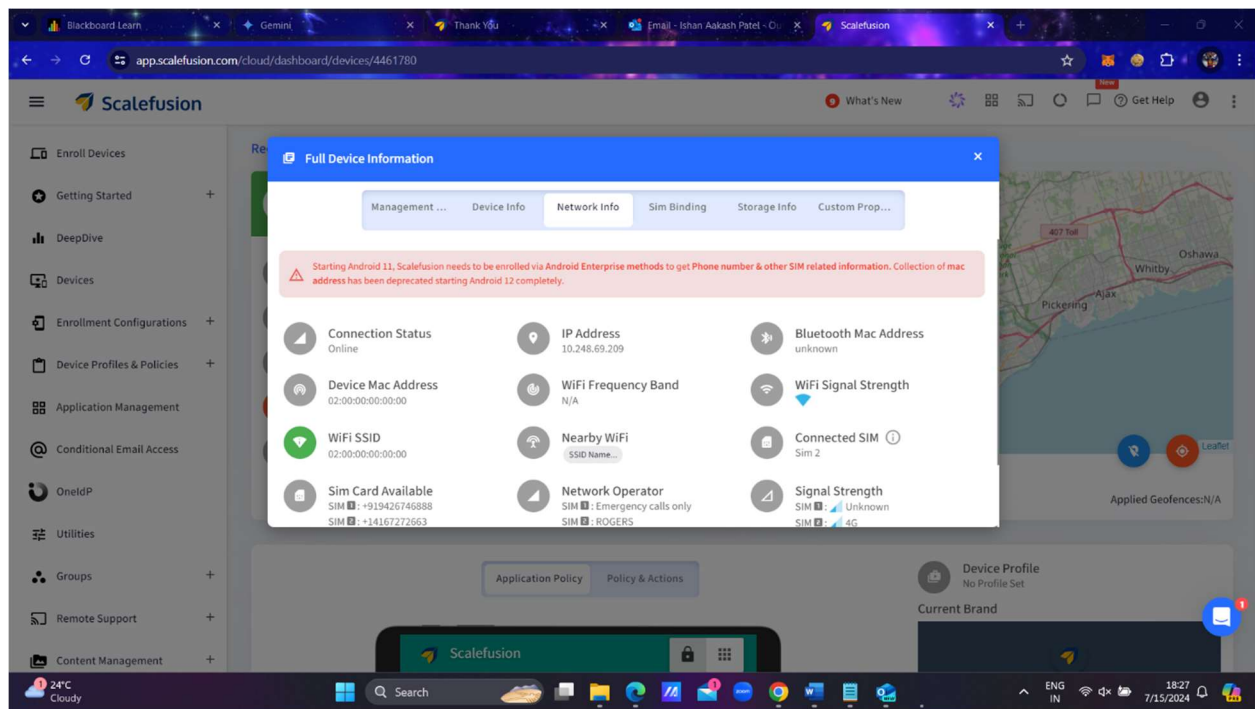 Blackboard Learn
Gemini
Thank You
Email - Ishan Aakash Patel - Ou
Scalefusion
app.scalefusion.com/cloud/dashboard/devices/4461780
Scalefusion
9 What's New
New
Get Help
Enroll Devices
Getting Started
DeepDive
Devices
Enrollment Configurations
Device Profiles & Policies
Application Management
Conditional Email Access
OneIdP
Utilities
Groups
Remote Support
Content Management
Re
Full Device Information
Management ...
Device Info
Network Info
Sim Binding
Storage Info
Custom Prop...
Starting Android 11, Scalefusion needs to be enrolled via Android Enterprise methods to get Phone number & other SIM related information. Collection of mac
address has been deprecated starting Android 12 completely.
Connection Status
Online
IP Address
10.248.69.209
Bluetooth Mac Address
unknown
Device Mac Address
02:00:00:00:00:00
WiFi Frequency Band
N/A
WiFi Signal Strength
WiFi SSID
02:00:00:00:00:00
Nearby WiFi
SSID Name...
Connected SIM
Sim 2
Sim Card Available
SIM 1 : +919426746888
SIM 2 : +14167272663
Network Operator
SIM 1 : Emergency calls only
SIM 2 : ROGERS
Signal Strength
SIM 1 : Unknown
SIM 2 : 4G
407 Toll
Oshawa
Whitby
Ajax
Pickering
Leaflet
Applied Geofences:N/A
Application Policy
Policy & Actions
Device Profile
No Profile Set
Current Brand
Scalefusion
1
1
24°C
Cloudy
Search
zoom
ENG
IN
18:27
7/15/2024